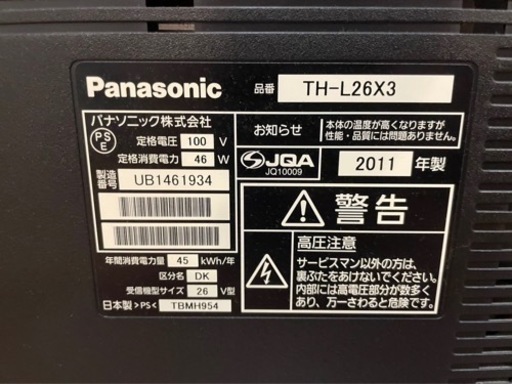 Panasonic
品番 TH-L26X3
パナソニック株式会社
PS E
定格電圧 100 V
定格消費電力 46 W
製造番号 UB1461934
年間消費電力量 45 kWh/年
区分名 DK
受信機型サイズ 26 V型
日本製 >PS< TBMH954
お知らせ
本体の温度が高くなりますが
性能・品質には問題ありません。
JQA
JQ10009
2011 年製
警告
高圧注意
サービスマン以外の方は、
裏ぶたをあけないでください。
内部には高電圧部分が数多く
あり、万一さわると危険です。